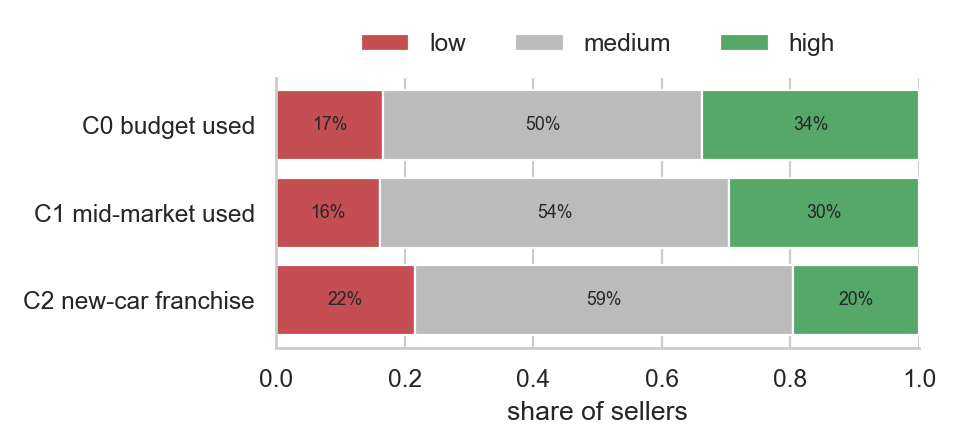 low medium high
C0 budget used 17% 50% 34%
C1 mid-market used 16% 54% 30%
C2 new-car franchise 22% 59% 20%
0.0 0.2 0.4 0.6 0.8 1.0
share of sellers